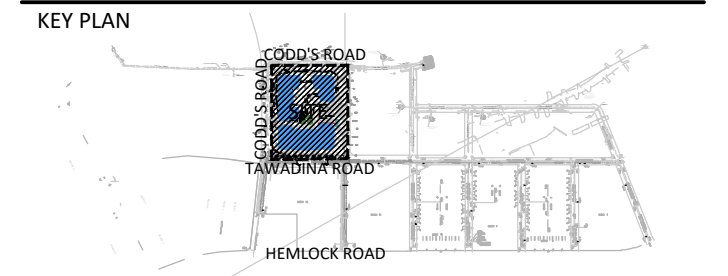 KEY PLAN
CODD'S ROAD
CODD'S ROAD
SITE
TAWADINA ROAD
HEMLOCK ROAD